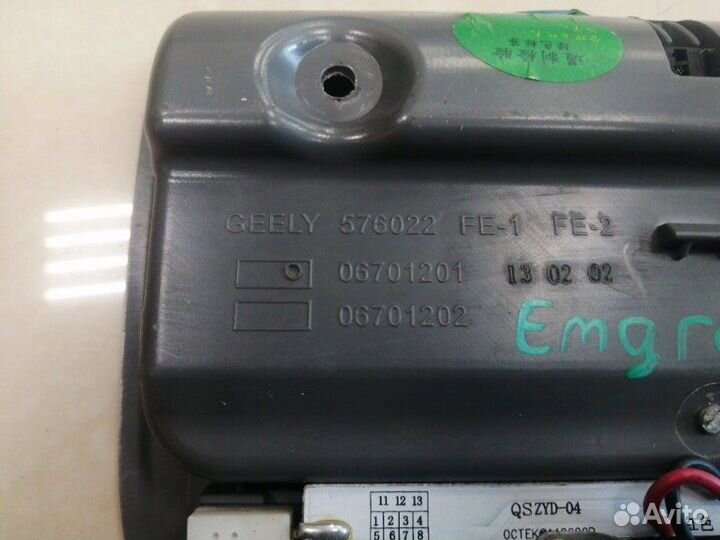 GEELY 576022 FE-1 FE-2
06701201 13 02 02
06701202
Emgr
11 12 13
1 2 3 4
5 6 7 8
QSZYD-04
Avito